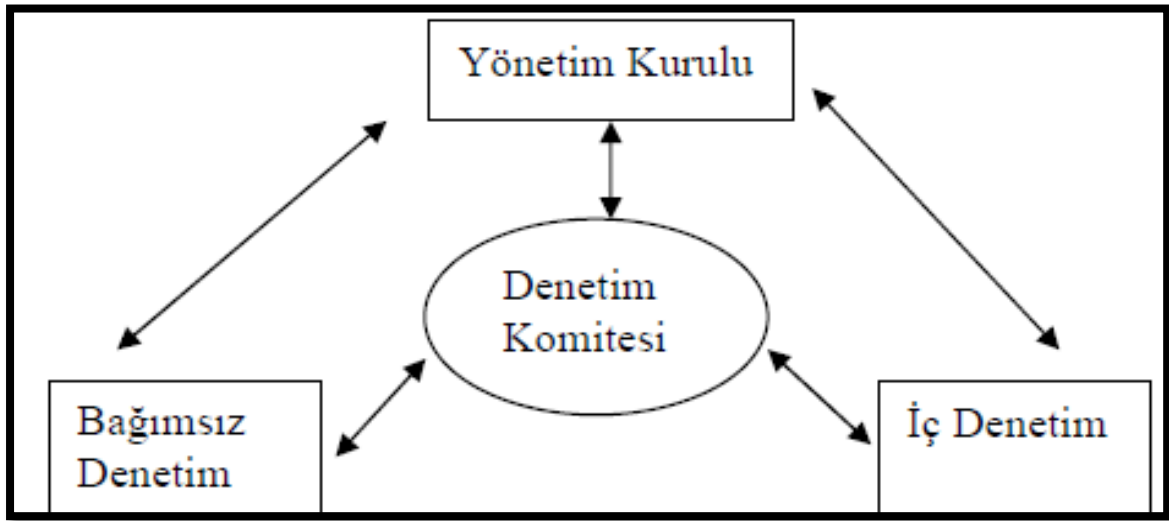 Yönetim Kurulu
Denetim
Komitesi
Bağımsız
Denetim
İç Denetim